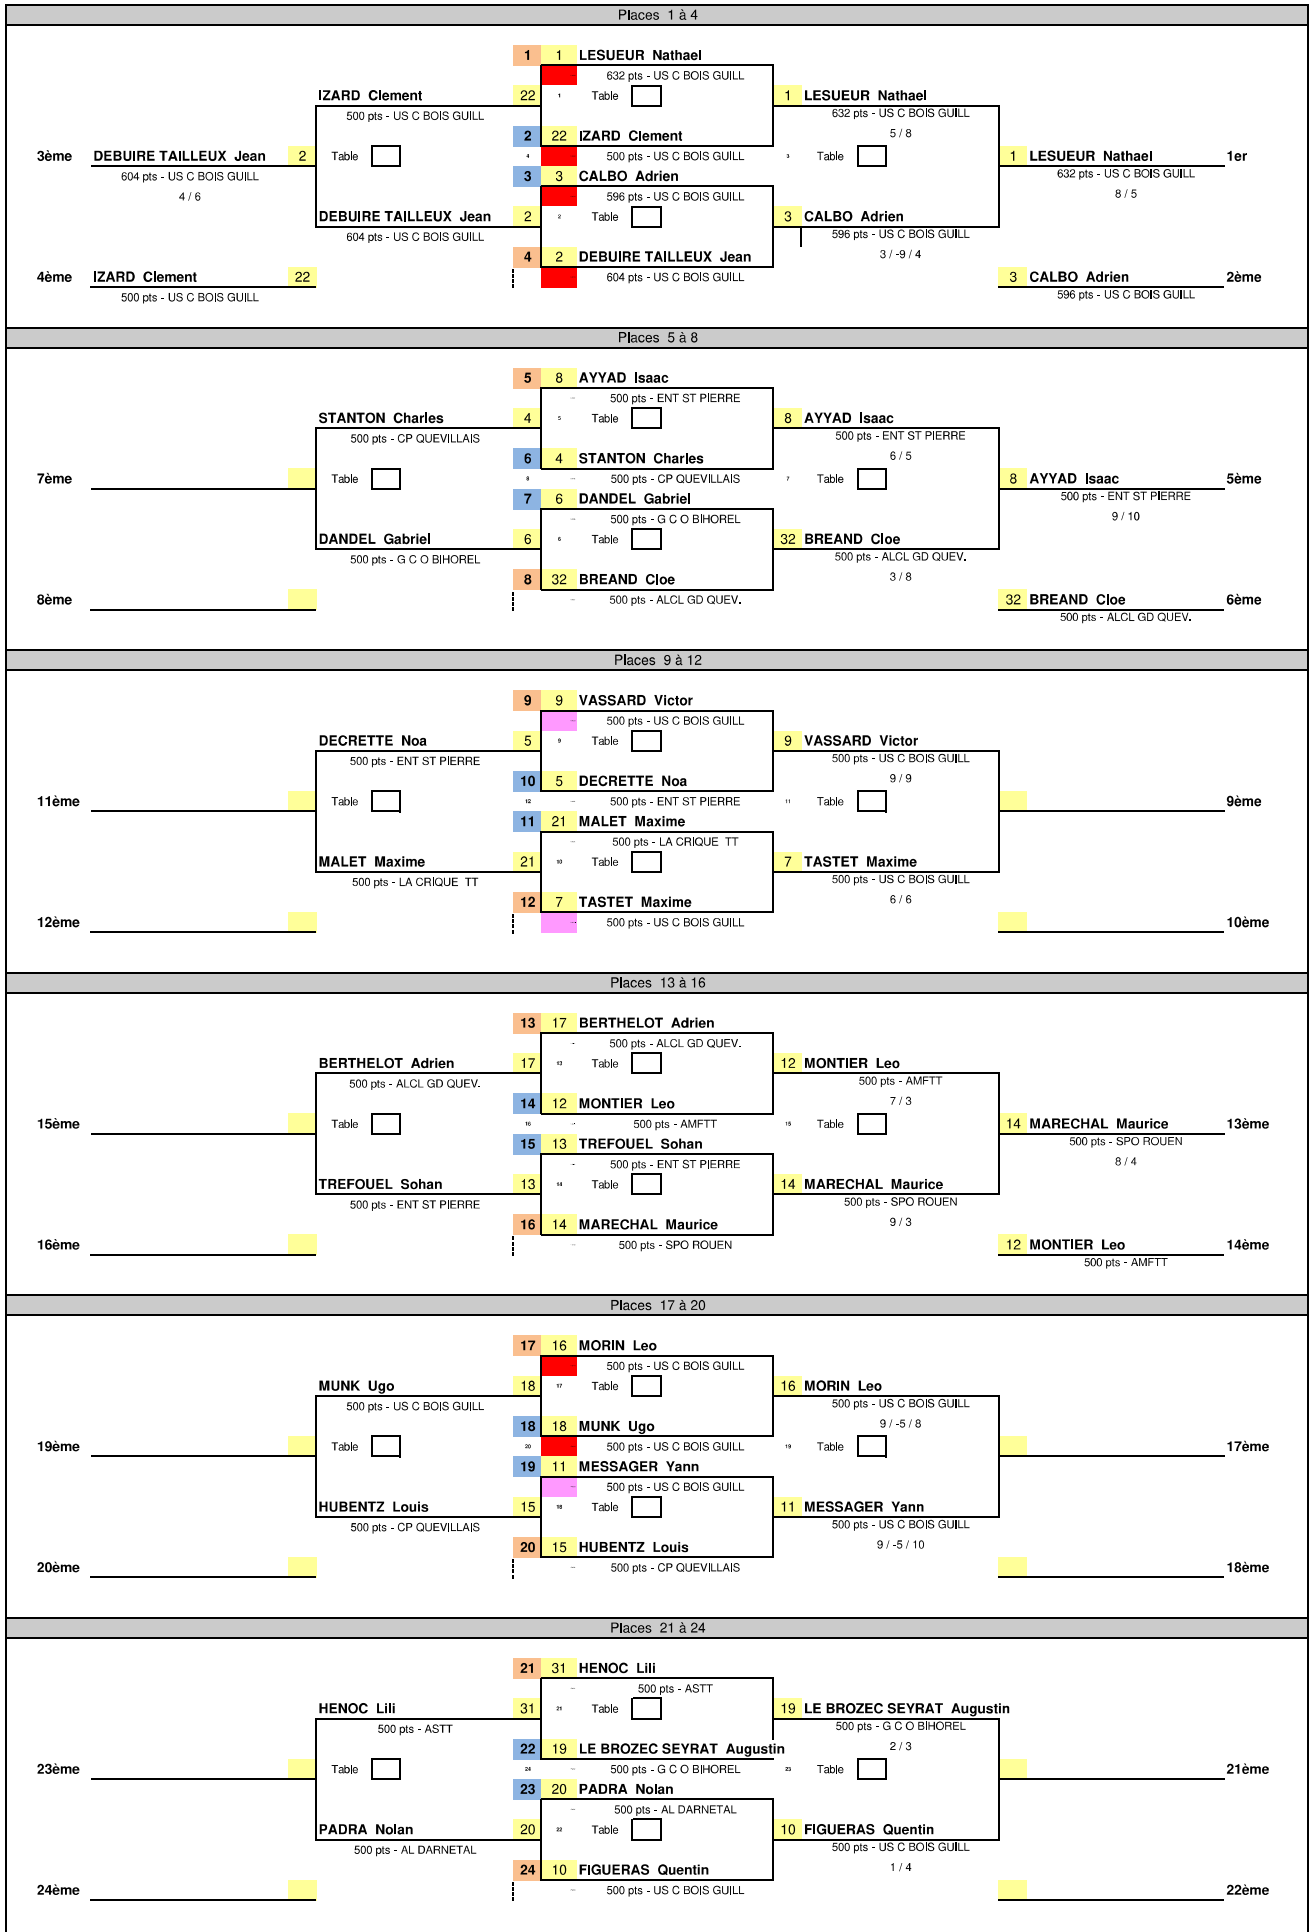 Places 1 à 4
1 1 LESUEUR Nathael
632 pts - US C BOIS GUILL
IZARD Clement 22 1 Table 1 LESUEUR Nathael
500 pts - US C BOIS GUILL 632 pts - US C BOIS GUILL
2 22 IZARD Clement 5 / 8
3ème DEBUIRE TAILLEUX Jean 2 Table 4 500 pts - US C BOIS GUILL 3 Table 1 LESUEUR Nathael 1er
604 pts - US C BOIS GUILL 3 3 CALBO Adrien 632 pts - US C BOIS GUILL
4 / 6 596 pts - US C BOIS GUILL 8 / 5
DEBUIRE TAILLEUX Jean 2 2 Table 3 CALBO Adrien
604 pts - US C BOIS GUILL 596 pts - US C BOIS GUILL
4 2 DEBUIRE TAILLEUX Jean 3 / -9 / 4
4ème IZARD Clement 22 604 pts - US C BOIS GUILL 3 CALBO Adrien 2ème
500 pts - US C BOIS GUILL 596 pts - US C BOIS GUILL
Places 5 à 8
5 8 AYYAD Isaac
500 pts - ENT ST PIERRE
STANTON Charles 4 5 Table 8 AYYAD Isaac
500 pts - CP QUEVILLAIS 500 pts - ENT ST PIERRE
6 4 STANTON Charles 6 / 5
7ème Table 8 500 pts - CP QUEVILLAIS 7 Table 8 AYYAD Isaac 5ème
7 6 DANDEL Gabriel 500 pts - ENT ST PIERRE
500 pts - G C O BIHOREL 9 / 10
DANDEL Gabriel 6 6 Table 32 BREAND Cloe
500 pts - G C O BIHOREL 500 pts - ALCL GD QUEV.
8 32 BREAND Cloe 3 / 8
8ème 500 pts - ALCL GD QUEV. 32 BREAND Cloe 6ème
500 pts - ALCL GD QUEV.
Places 9 à 12
9 9 VASSARD Victor
500 pts - US C BOIS GUILL
DECRETTE Noa 5 9 Table 9 VASSARD Victor
500 pts - ENT ST PIERRE 500 pts - US C BOIS GUILL
10 5 DECRETTE Noa 9 / 9
11ème Table 12 500 pts - ENT ST PIERRE 11 Table 9ème
11 21 MALET Maxime
500 pts - LA CRIQUE TT
MALET Maxime 21 10 Table 7 TASTET Maxime
500 pts - LA CRIQUE TT 500 pts - US C BOIS GUILL
12 7 TASTET Maxime 6 / 6
12ème 500 pts - US C BOIS GUILL 10ème
Places 13 à 16
13 17 BERTHELOT Adrien
500 pts - ALCL GD QUEV.
BERTHELOT Adrien 17 13 Table 12 MONTIER Leo
500 pts - ALCL GD QUEV. 500 pts - AMFTT
14 12 MONTIER Leo 7 / 3
15ème Table 16 500 pts - AMFTT 15 Table 14 MARECHAL Maurice 13ème
15 13 TREFOUEL Sohan 500 pts - SPO ROUEN
500 pts - ENT ST PIERRE 8 / 4
TREFOUEL Sohan 13 14 Table 14 MARECHAL Maurice
500 pts - ENT ST PIERRE 500 pts - SPO ROUEN
16 14 MARECHAL Maurice 9 / 3
16ème 500 pts - SPO ROUEN 12 MONTIER Leo 14ème
500 pts - AMFTT
Places 17 à 20
17 16 MORIN Leo
500 pts - US C BOIS GUILL
MUNK Ugo 18 17 Table 16 MORIN Leo
500 pts - US C BOIS GUILL 500 pts - US C BOIS GUILL
18 18 MUNK Ugo 9 / -5 / 8
19ème Table 20 500 pts - US C BOIS GUILL 19 Table 17ème
19 11 MESSAGER Yann
500 pts - US C BOIS GUILL
HUBENTZ Louis 15 18 Table 11 MESSAGER Yann
500 pts - CP QUEVILLAIS 500 pts - US C BOIS GUILL
20 15 HUBENTZ Louis 9 / -5 / 10
20ème 500 pts - CP QUEVILLAIS 18ème
Places 21 à 24
21 31 HENOC Lili
500 pts - ASTT
HENOC Lili 31 21 Table 19 LE BROZEC SEYRAT Augustin
500 pts - ASTT 500 pts - G C O BIHOREL
22 19 LE BROZEC SEYRAT Augustin 2 / 3
23ème Table 24 500 pts - G C O BIHOREL 23 Table 21ème
23 20 PADRA Nolan
500 pts - AL DARNETAL
PADRA Nolan 20 22 Table 10 FIGUERAS Quentin
500 pts - AL DARNETAL 500 pts - US C BOIS GUILL
24 10 FIGUERAS Quentin 1 / 4
24ème 500 pts - US C BOIS GUILL 22ème